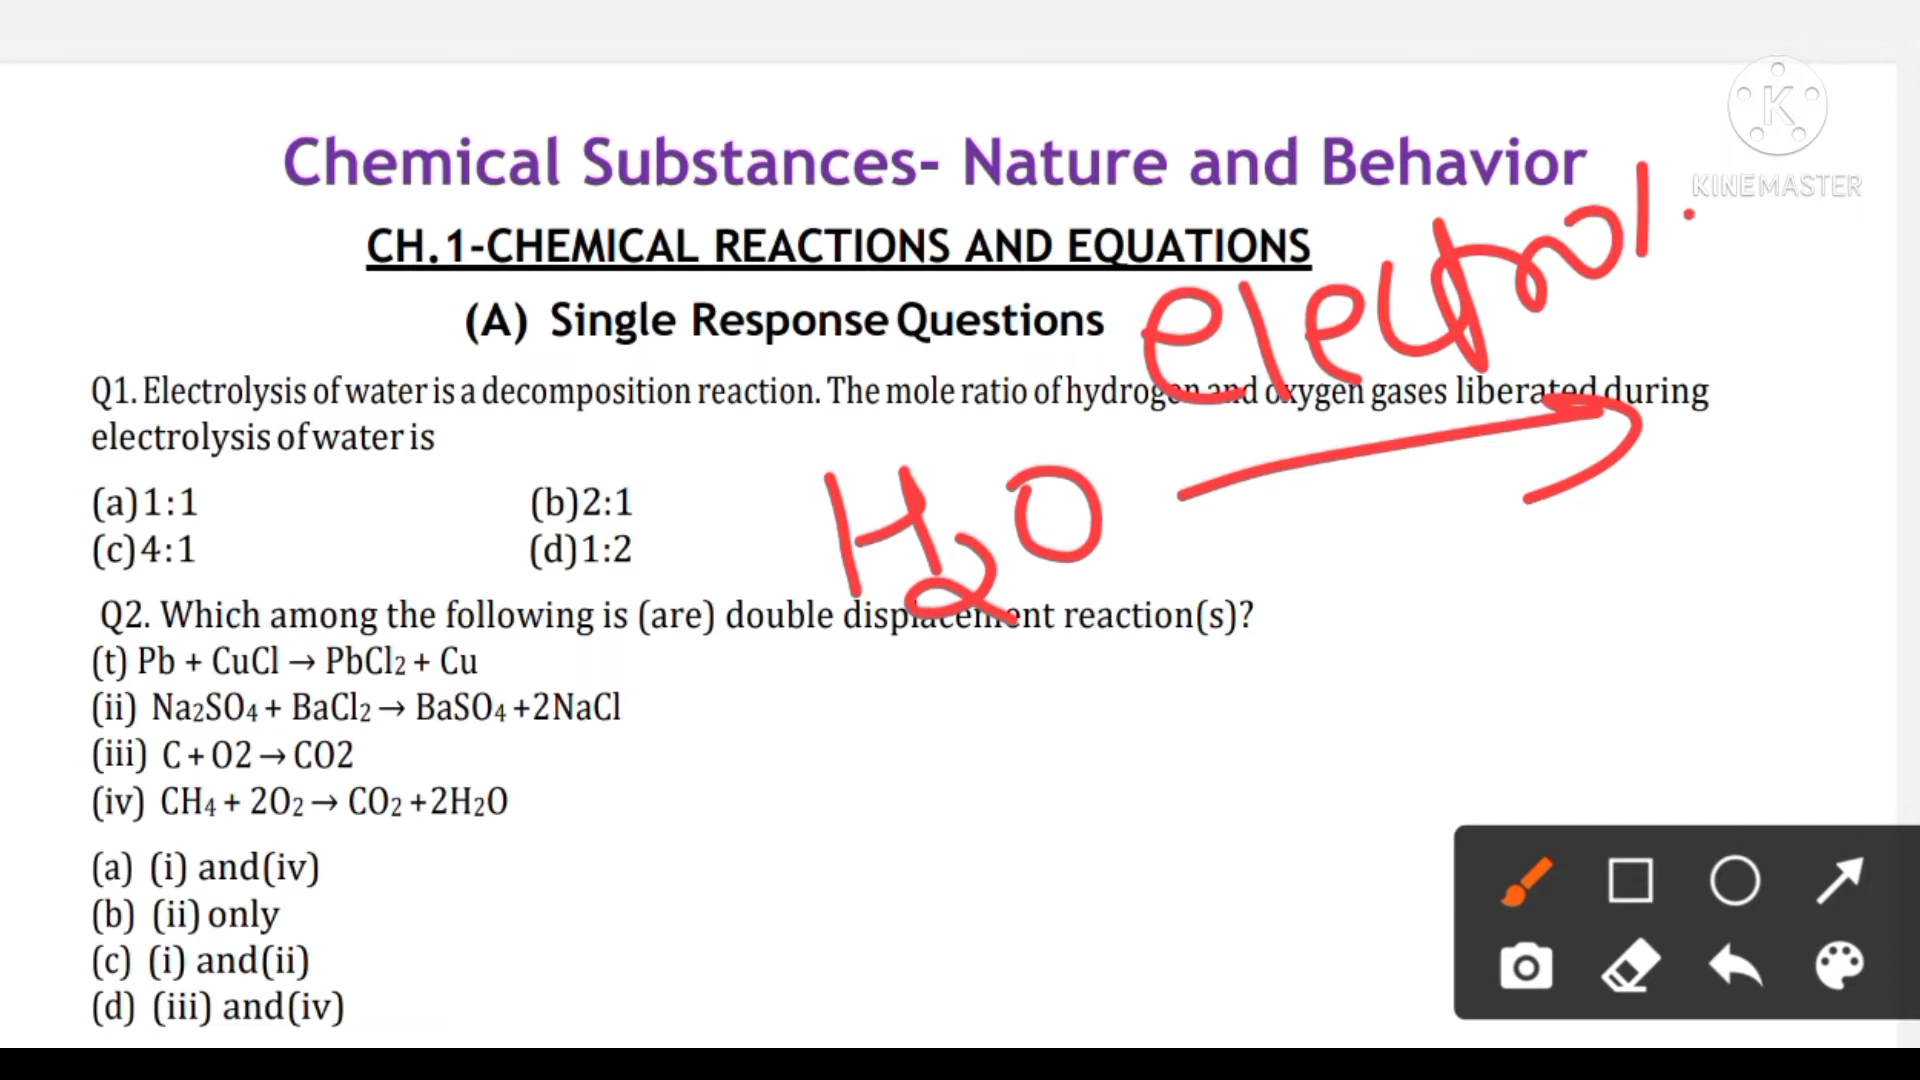 KINEMASTER
Chemical Substances- Nature and Behavior
CH.1-CHEMICAL REACTIONS AND EQUATIONS
electrol.
(A) Single Response Questions
Q1. Electrolysis of water is a decomposition reaction. The mole ratio of hydrogen and oxygen gases liberated during
electrolysis of water is
(a) 1:1 (b) 2:1
(c) 4:1 (d) 1:2
H2O
Q2. Which among the following is (are) double displacement reaction(s)?
(t) Pb + CuCl → PbCl2 + Cu
(ii) Na2SO4 + BaCl2 → BaSO4 +2NaCl
(iii) C + O2 → CO2
(iv) CH4 + 2O2 → CO2 +2H2O
(a) (i) and(iv)
(b) (ii) only
(c) (i) and(ii)
(d) (iii) and(iv)